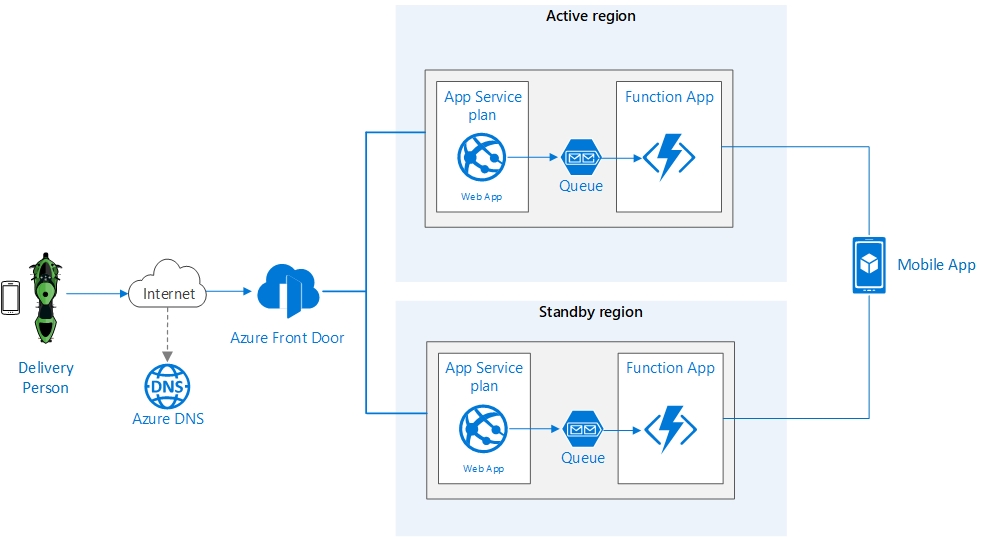 Active region
App Service
plan
Web App
Queue
Function App
Delivery
Person
Internet
DNS
Azure DNS
Azure Front Door
Mobile App
Standby region
App Service
plan
Web App
Queue
Function App